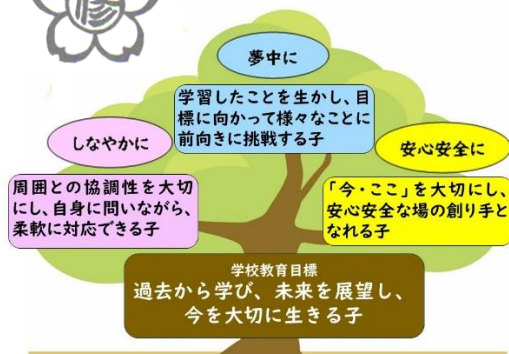 夢中に
学習したことを生かし、目
標に向かって様々なことに
前向きに挑戦する子
しなやかに
周囲との協調性を大切
にし、自身に問いながら、
柔軟に対応できる子
安心安全に
「今・ここ」を大切にし、
安心安全な場の創り手と
なれる子
学校教育目標
過去から学び、未来を展望し、
今を大切に生きる子